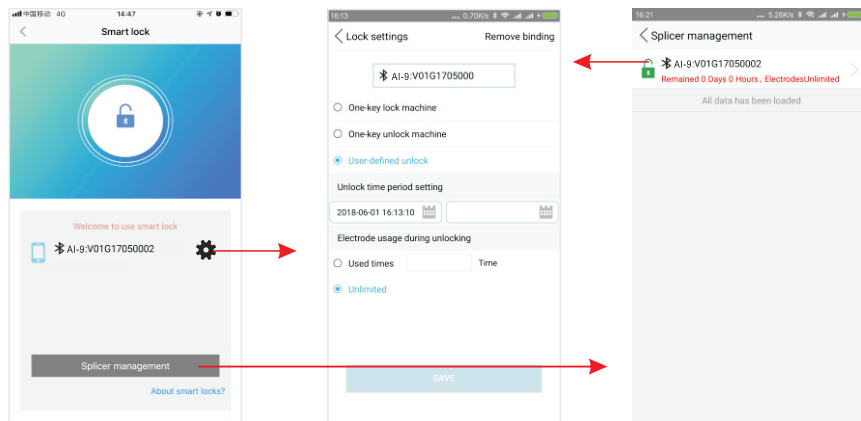 中国移动 4G 14:47
Smart lock
Welcome to use smart lock
AI-9:V01G17050002
Splicer management
About smart locks?
16:13 ... 0.70K/s
Lock settings Remove binding
AI-9:V01G1705000
One-key lock machine
One-key unlock machine
User-defined unlock
Unlock time period setting
2018-06-01 16:13:10
Electrode usage during unlocking
Used times Time
Unlimited
SAVE
16:21 ... 5.26K/s
Splicer management
AI-9:V01G17050002
Remained 0 Days 0 Hours, ElectrodesUnlimited
All data has been loaded